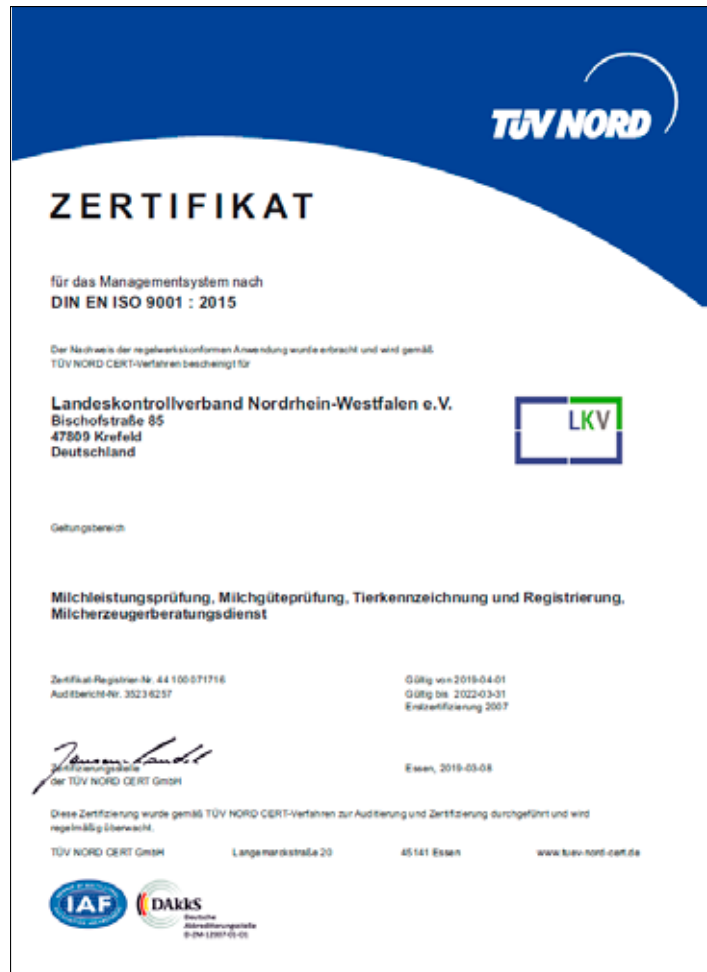 TÜV NORD
ZERTIFIKAT
für das Managementsystem nach
DIN EN ISO 9001 : 2015
Der Nachweis der regelwerkskonformen Anwendung wurde erbracht und wird gemäß
TÜV NORD CERT-Verfahren bescheinigt für
Landeskontrollverband Nordrhein-Westfalen e.V.
Bischofstraße 85
47809 Krefeld
Deutschland
LKV
Geltungsbereich
Milchleistungsprüfung, Milchgüteprüfung, Tierkennzeichnung und Registrierung,
Milcherzeugerberatungsdienst
Zertifikat-Registrier-Nr. 44 100 071716
Auditbericht-Nr. 3523 6257
Gültig von 2019-04-01
Gültig bis 2022-03-31
Erstzertifizierung 2007
Zertifizierungsstelle
der TÜV NORD CERT GmbH
Essen, 2019-03-08
Diese Zertifizierung wurde gemäß TÜV NORD CERT-Verfahren zur Auditierung und Zertifizierung durchgeführt und wird
regelmäßig überwacht.
TÜV NORD CERT GmbH Langemarckstraße 20 45141 Essen www.tuev-nord-cert.de
IAF
DAkkS
Deutsche
Akkreditierungsstelle
D-ZM-12007-01-01